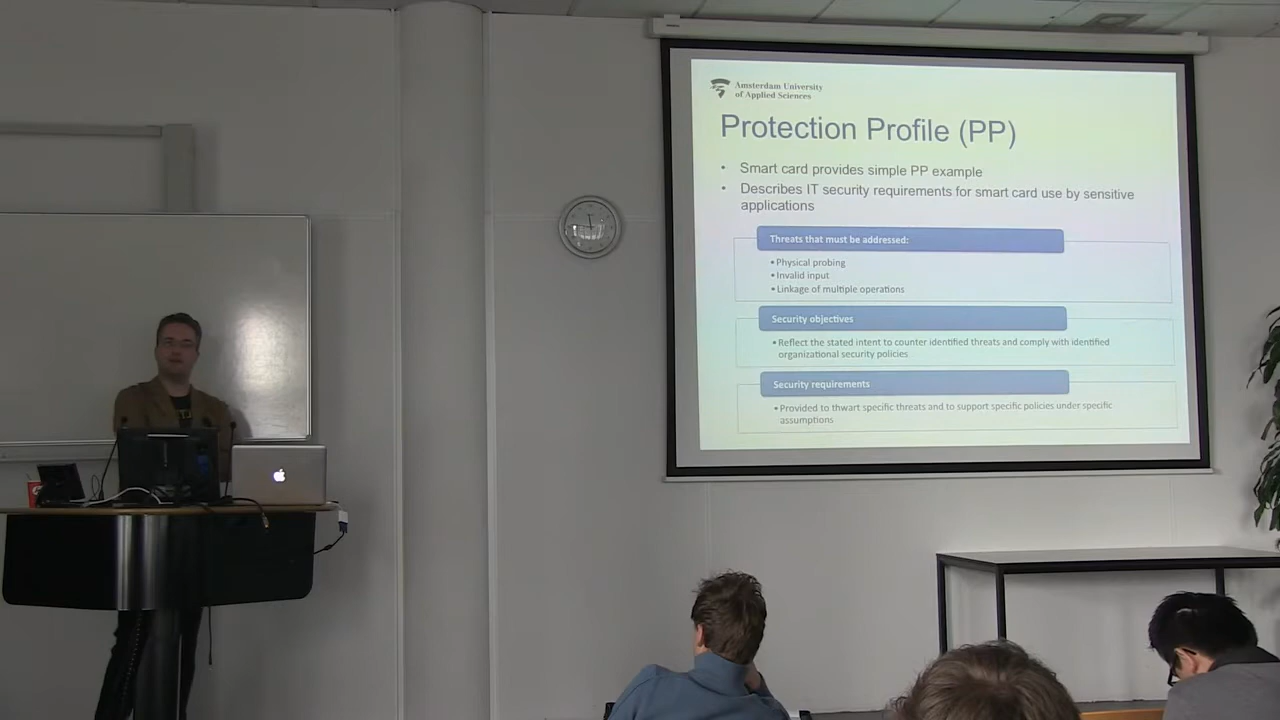 Amsterdam University
of Applied Sciences
Protection Profile (PP)
• Smart card provides simple PP example
• Describes IT security requirements for smart card use by sensitive
applications
Threats that must be addressed:
• Physical probing
• Invalid input
• Linkage of multiple operations
Security objectives
• Reflect the stated intent to counter identified threats and comply with identified
organizational security policies
Security requirements
• Provided to thwart specific threats and to support specific policies under specific
assumptions